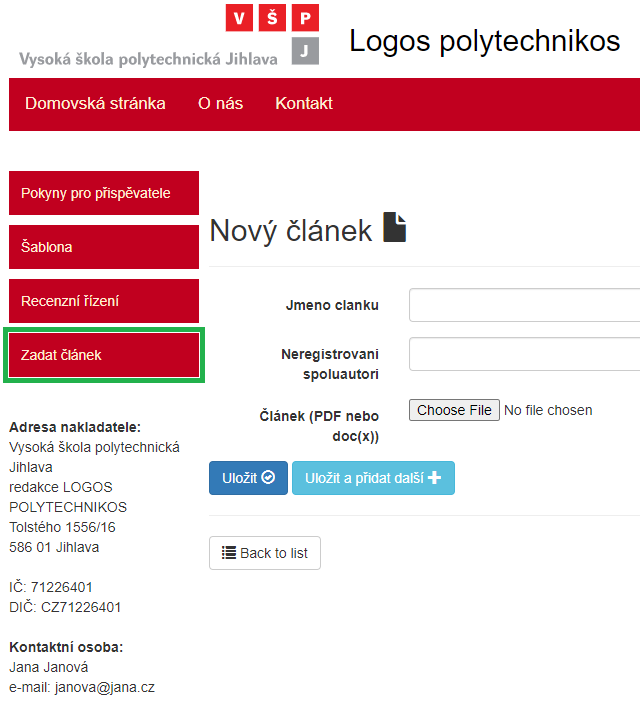 V Š P
J
Vysoká škola polytechnická Jihlava
Logos polytechnikos
Domovská stránka O nás Kontakt
Pokyny pro přispěvatele
Šablona
Recenzní řízení
Zadat článek
Adresa nakladatele:
Vysoká škola polytechnická
Jihlava
redakce LOGOS
POLYTECHNIKOS
Tolstého 1556/16
586 01 Jihlava
IČ: 71226401
DIČ: CZ71226401
Kontaktní osoba:
Jana Janová
e-mail: janova@jana.cz
Nový článek
Jmeno clanku
Neregistrovani
spoluautori
Článek (PDF nebo
doc(x))
Choose File No file chosen
Uložit Uložit a přidat další
Back to list